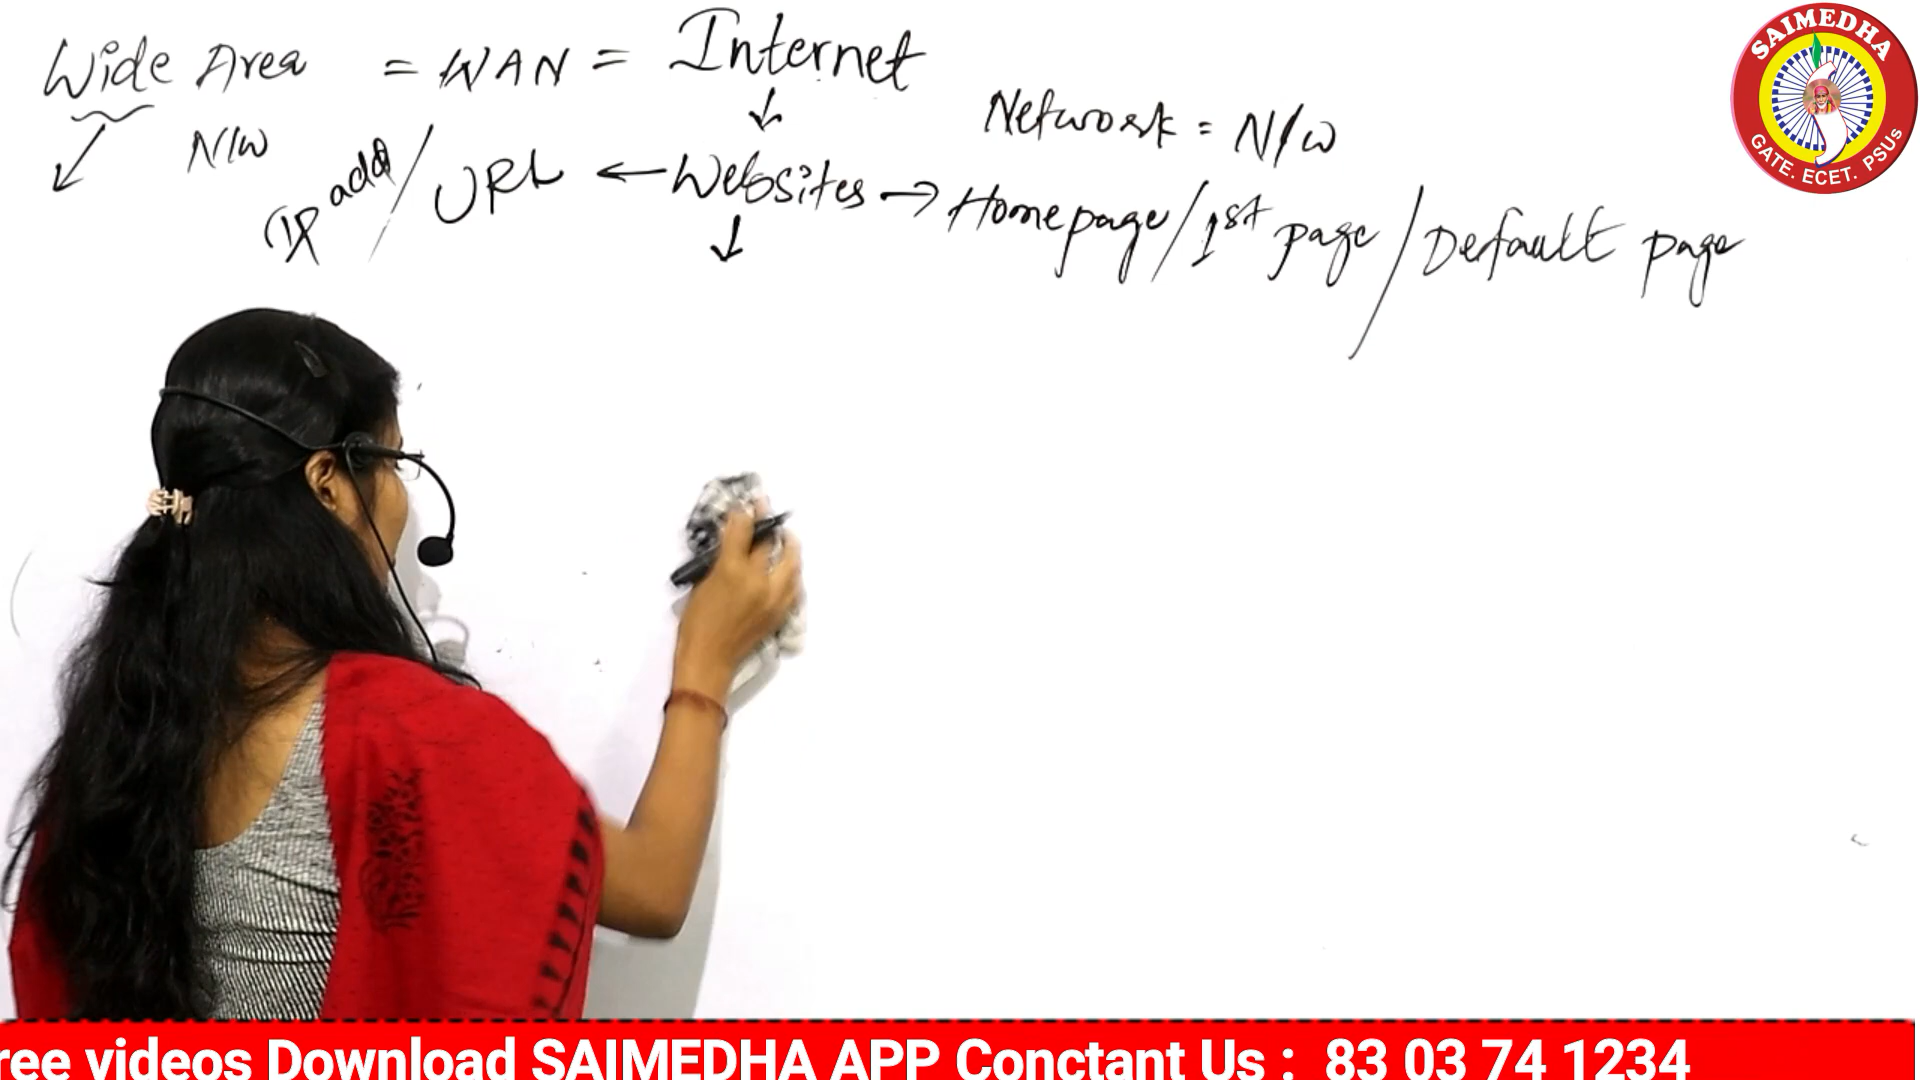 Wide Area = WAN = Internet
N/W
Network = N/W
IP add / URL ← Websites → Homepage / 1st page / Default page
SAIMEDHA
GATE. ECET. PSUs
ree videos Download SAIMEDHA APP Conctant Us : 83 03 74 1234